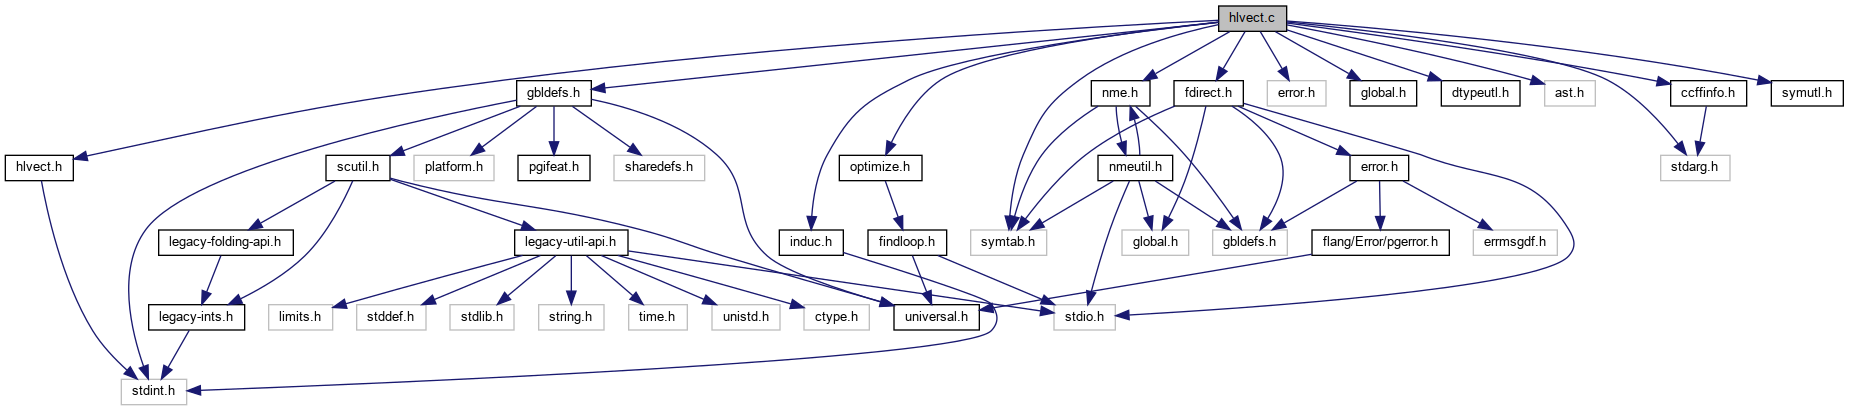 hlvect.c
gbldefs.h
nme.h
fdirect.h
error.h
global.h
dtypeutl.h
ast.h
ccffinfo.h
symutl.h
hlvect.h
scutil.h
platform.h
pgifeat.h
sharedefs.h
optimize.h
nmeutil.h
error.h
stdarg.h
legacy-folding-api.h
legacy-util-api.h
induc.h
findloop.h
symtab.h
global.h
gbldefs.h
flang/Error/pgerror.h
errmsgdf.h
legacy-ints.h
limits.h
stddef.h
stdlib.h
string.h
time.h
unistd.h
ctype.h
universal.h
stdio.h
stdint.h